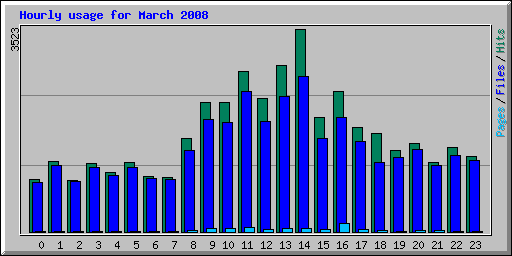 Hourly usage for March 2008
3523
Pages/Files/Hits
0 1 2 3 4 5 6 7 8 9 10 11 12 13 14 15 16 17 18 19 20 21 22 23